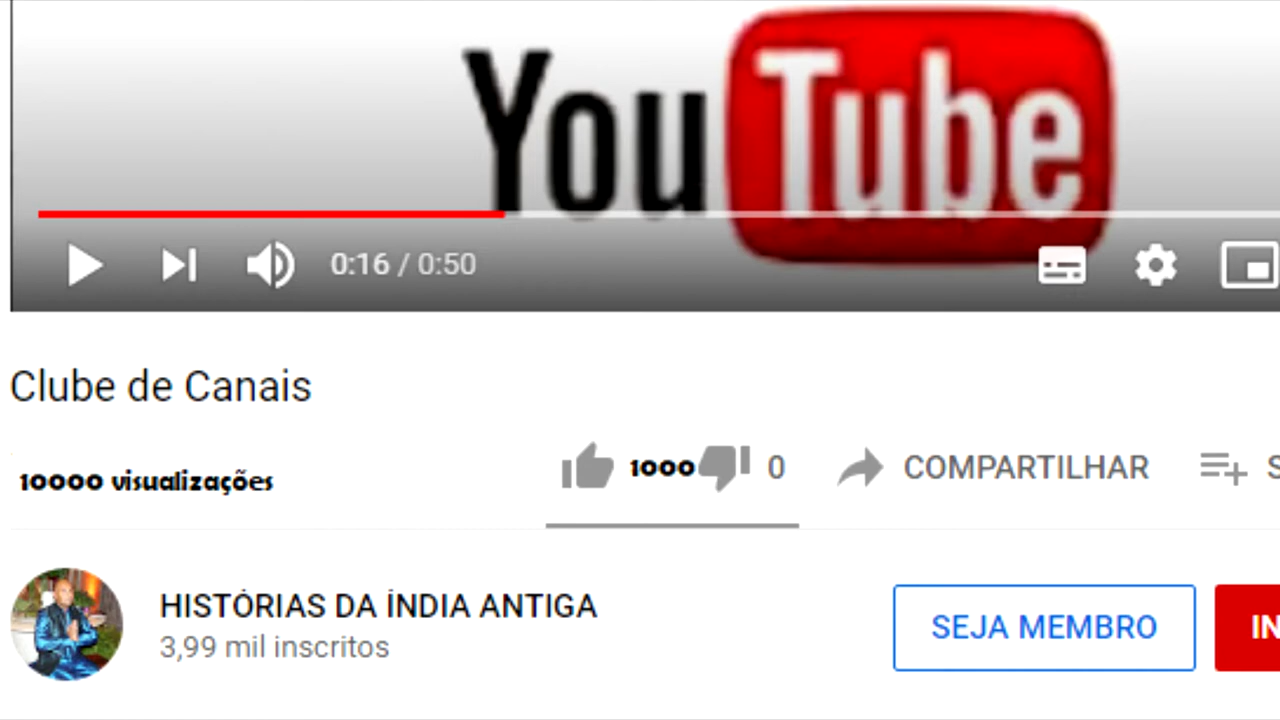 YouTube
0:16 / 0:50
Clube de Canais
10000 visualizações
1000 0 COMPARTILHAR S
HISTÓRIAS DA ÍNDIA ANTIGA
3,99 mil inscritos
SEJA MEMBRO IN